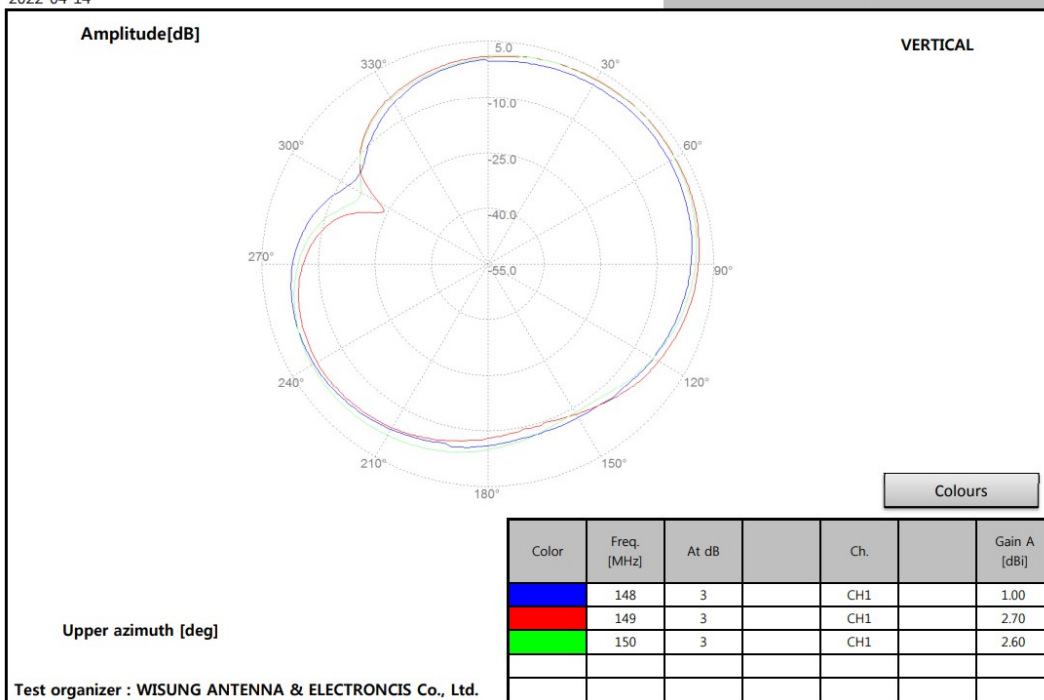 2022-04-14
Amplitude[dB]
VERTICAL
5.0
330°
30°
-10.0
300°
60°
-25.0
-40.0
270°
-55.0
90°
240°
120°
210°
150°
180°
Colours
Color Freq. [MHz] At dB Ch. Gain A [dBi]
148 3 CH1 1.00
149 3 CH1 2.70
150 3 CH1 2.60
Upper azimuth [deg]
Test organizer : WISUNG ANTENNA & ELECTRONCIS Co., Ltd.